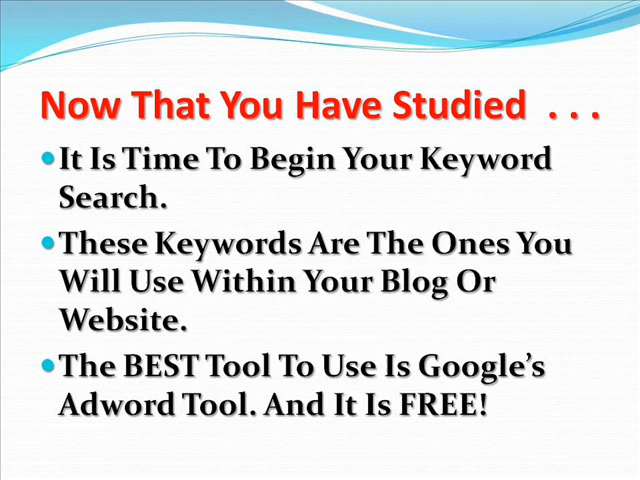 Now That You Have Studied . . .
It Is Time To Begin Your Keyword
Search.
These Keywords Are The Ones You
Will Use Within Your Blog Or
Website.
The BEST Tool To Use Is Google’s
Adword Tool. And It Is FREE!